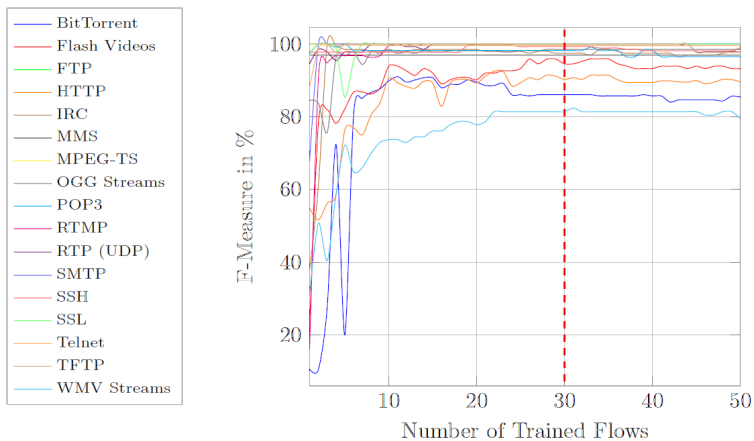 BitTorrent
Flash Videos
FTP
HTTP
IRC
MMS
MPEG-TS
OGG Streams
POP3
RTMP
RTP (UDP)
SMTP
SSH
SSL
Telnet
TFTP
WMV Streams
F-Measure in %
100
80
60
40
20
10
20
30
40
50
Number of Trained Flows